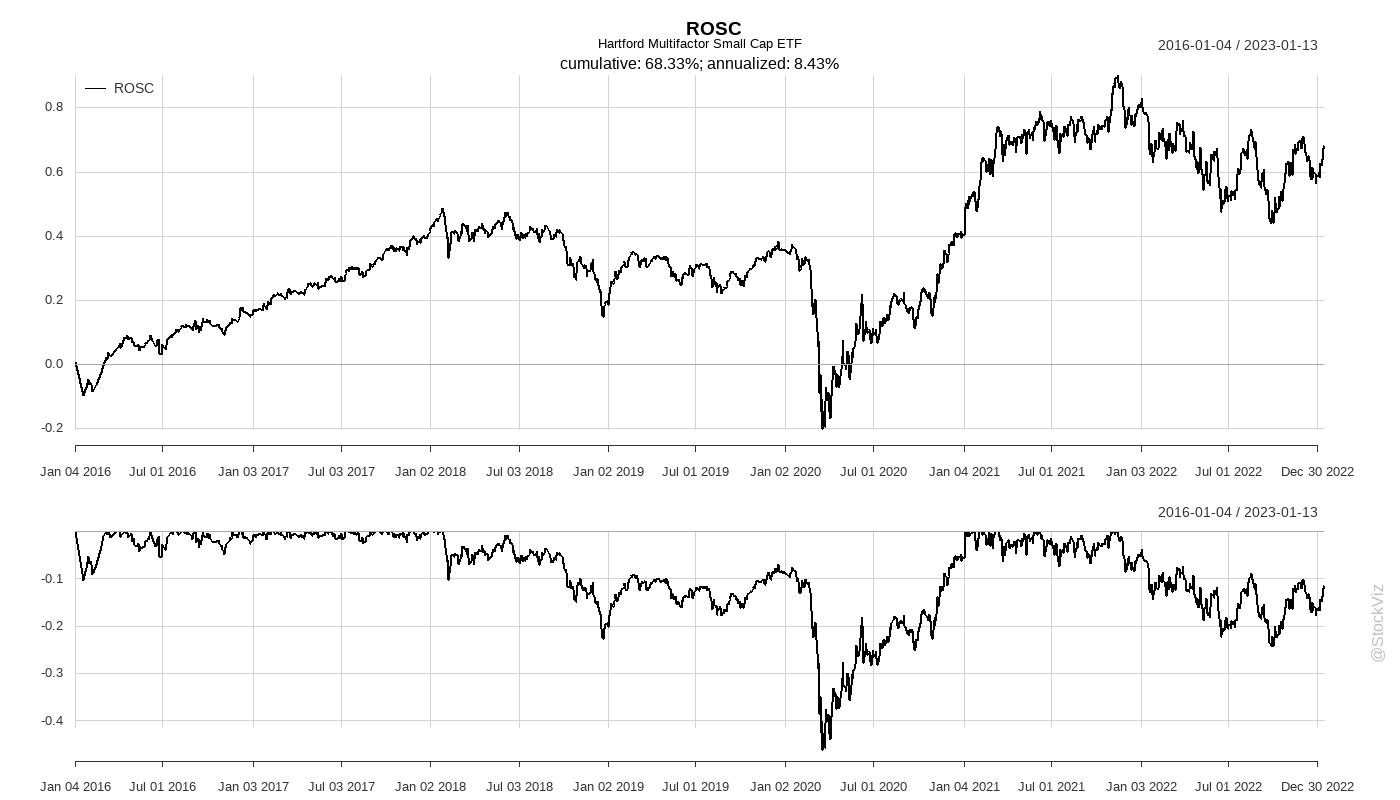 ROSC
Hartford Multifactor Small Cap ETF
cumulative: 68.33%; annualized: 8.43%
2016-01-04 / 2023-01-13
ROSC
0.8
0.6
0.4
0.2
0.0
-0.2
Jan 04 2016 Jul 01 2016 Jan 03 2017 Jul 03 2017 Jan 02 2018 Jul 03 2018 Jan 02 2019 Jul 01 2019 Jan 02 2020 Jul 01 2020 Jan 04 2021 Jul 01 2021 Jan 03 2022 Jul 01 2022 Dec 30 2022
2016-01-04 / 2023-01-13
-0.1
-0.2
-0.3
-0.4
Jan 04 2016 Jul 01 2016 Jan 03 2017 Jul 03 2017 Jan 02 2018 Jul 03 2018 Jan 02 2019 Jul 01 2019 Jan 02 2020 Jul 01 2020 Jan 04 2021 Jul 01 2021 Jan 03 2022 Jul 01 2022 Dec 30 2022
@StockViz